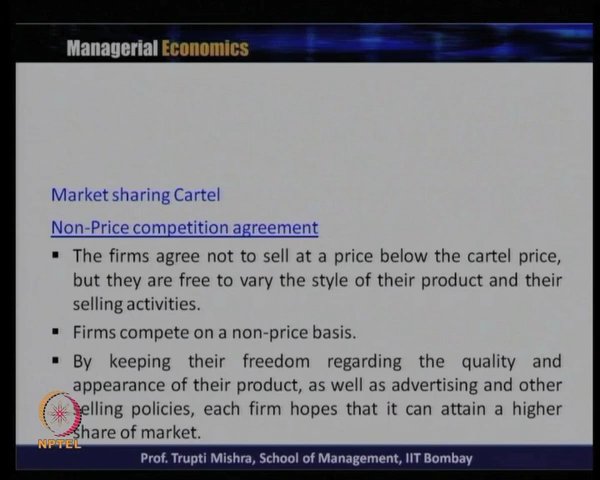 Managerial Economics
Market sharing Cartel
Non-Price competition agreement
▪ The firms agree not to sell at a price below the cartel price,
but they are free to vary the style of their product and their
selling activities.
▪ Firms compete on a non-price basis.
▪ By keeping their freedom regarding the quality and
appearance of their product, as well as advertising and other
selling policies, each firm hopes that it can attain a higher
share of market.
NPTEL
Prof. Trupti Mishra, School of Management, IIT Bombay